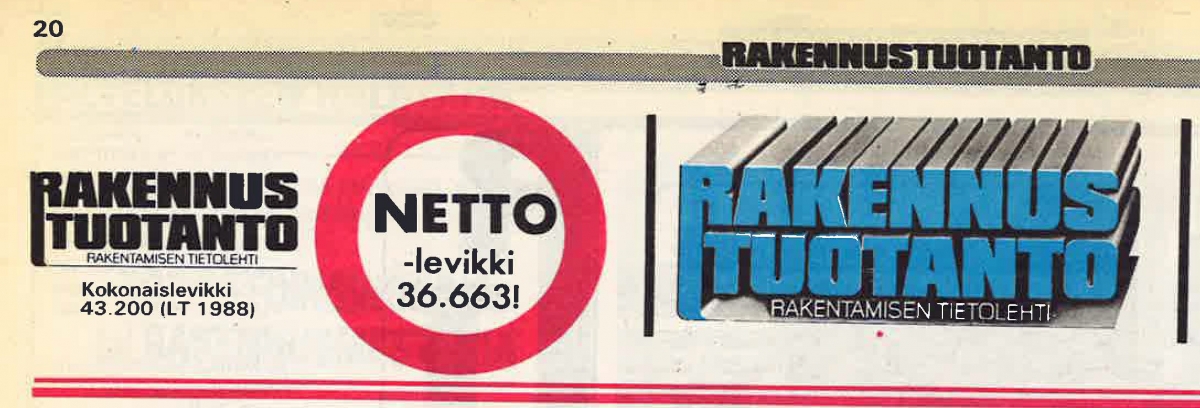 20
RAKENNUSTUOTANTO
RAKENNUS
TUOTANTO
RAKENTAMISEN TIETOLEHTI
Kokonaislevikki
43.200 (LT 1988)
NETTO
-levikki
36.663!
RAKENNUS
TUOTANTO
RAKENTAMISEN TIETOLEHTI